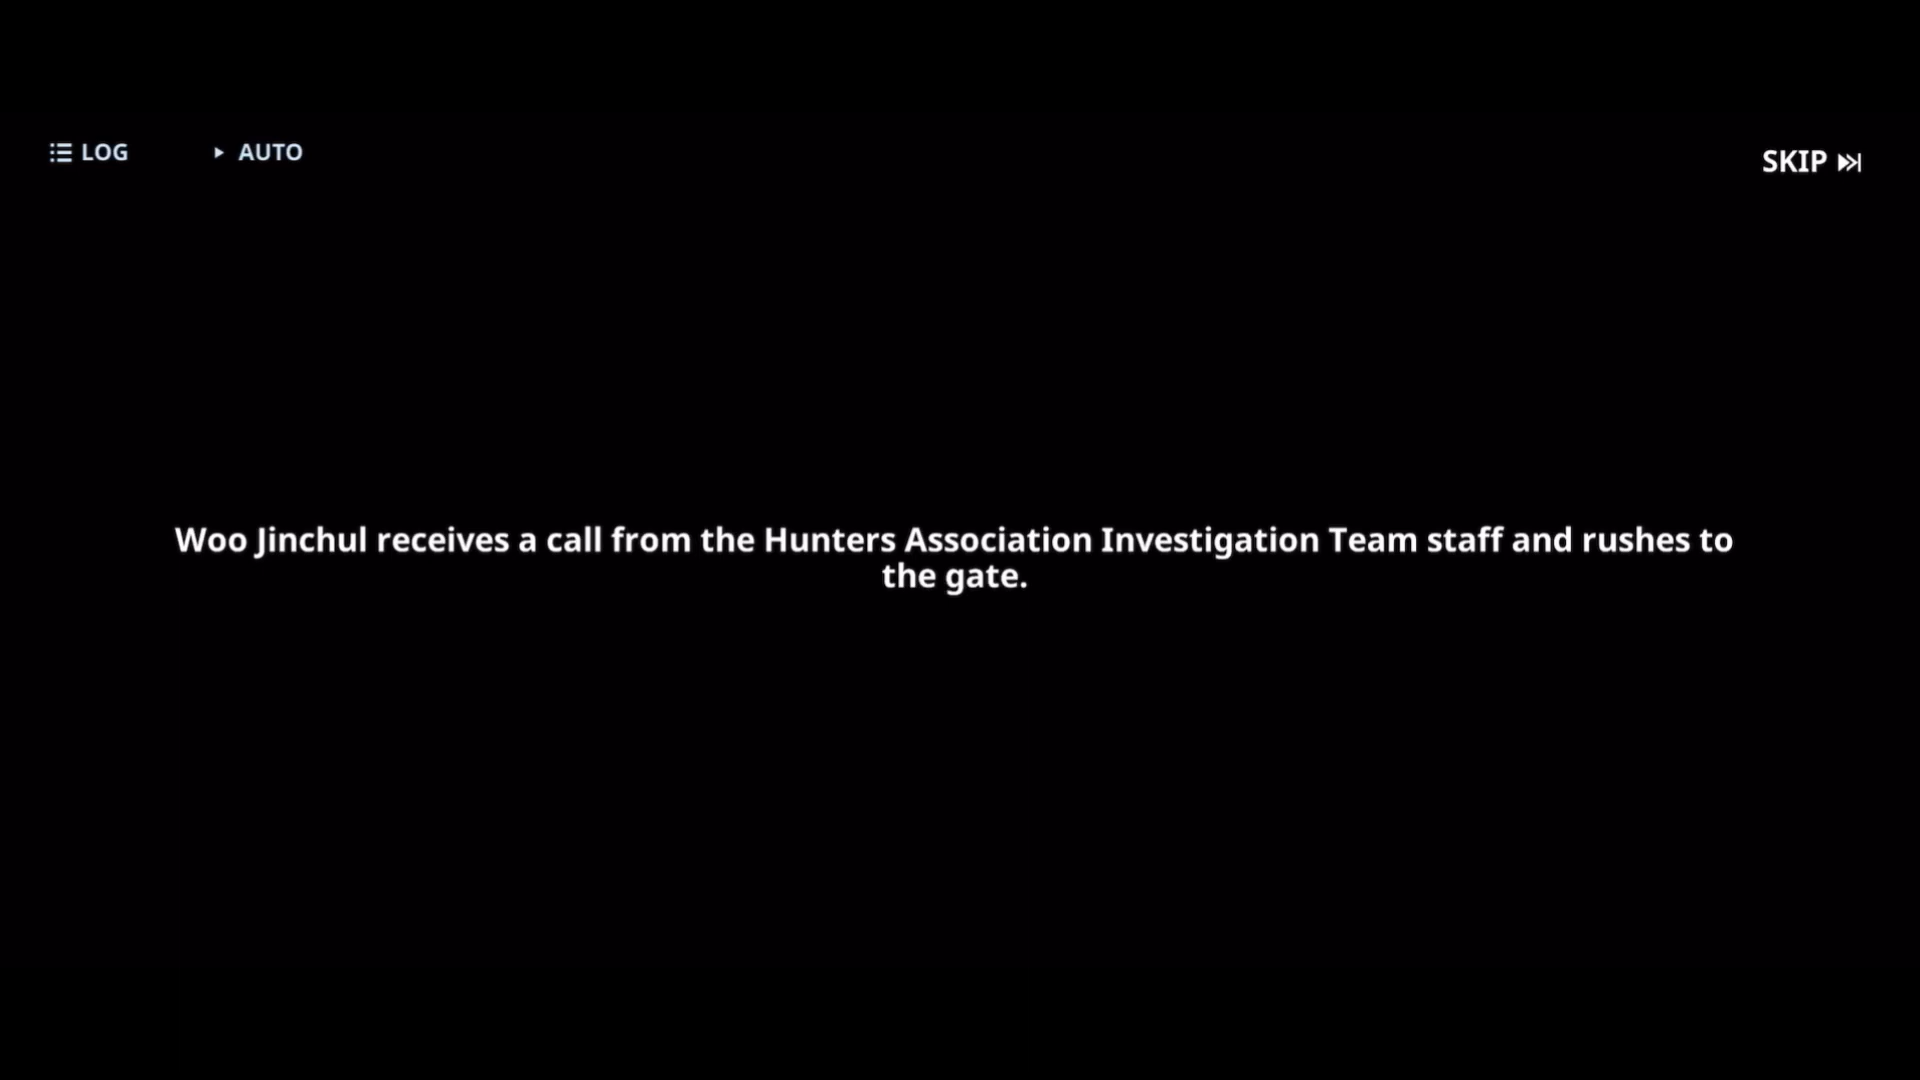 LOG
AUTO
SKIP
Woo Jinchul receives a call from the Hunters Association Investigation Team staff and rushes to
the gate.